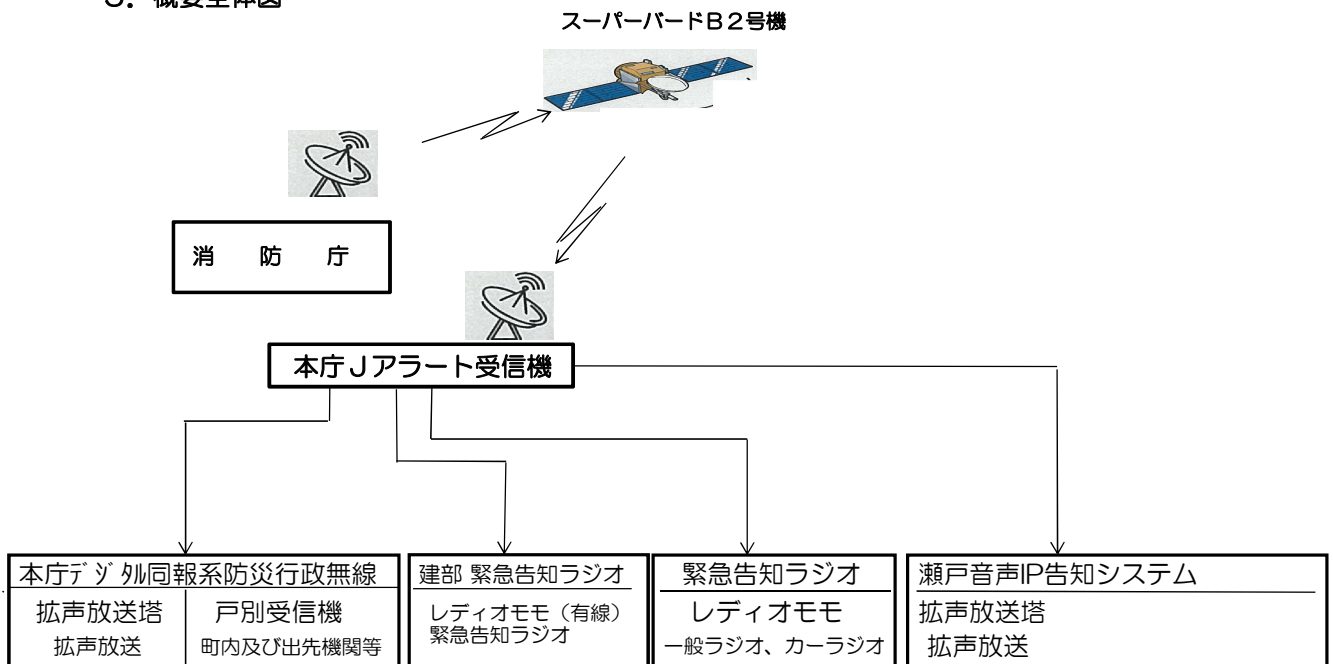 3．概要全体図
スーパーバードB２号機
消　防　庁
本庁Jアラート受信機
本庁デジタル同報系防災行政無線
拡声放送塔
拡声放送
戸別受信機
町内及び出先機関等
建部 緊急告知ラジオ
レディオモモ（有線）
緊急告知ラジオ
緊急告知ラジオ
レディオモモ
一般ラジオ、カーラジオ
瀬戸音声IP告知システム
拡声放送塔
拡声放送